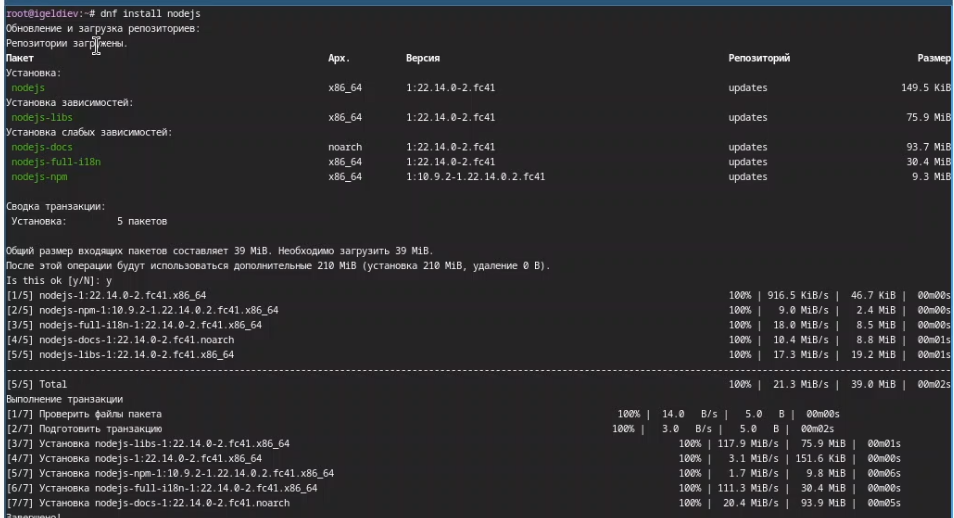 root@igeldiev:~# dnf install nodejs
Обновление и загрузка репозиториев:
Репозитории загружены.
Пакет Арх. Версия Репозиторий Размер
Установка:
nodejs x86_64 1:22.14.0-2.fc41 updates 149.5 KiB
Установка зависимостей:
nodejs-libs x86_64 1:22.14.0-2.fc41 updates 75.9 MiB
Установка слабых зависимостей:
nodejs-docs noarch 1:22.14.0-2.fc41 updates 93.7 MiB
nodejs-full-i18n x86_64 1:22.14.0-2.fc41 updates 30.4 MiB
nodejs-npm x86_64 1:10.9.2-1.22.14.0.2.fc41 updates 9.3 MiB
Сводка транзакции:
Установка: 5 пакетов
Общий размер входящих пакетов составляет 39 MiB. Необходимо загрузить 39 MiB.
После этой операции будут использоваться дополнительные 210 MiB (установка 210 MiB, удаление 0 B).
Is this ok [y/N]: y
[1/5] nodejs-1:22.14.0-2.fc41.x86_64 100% | 916.5 KiB/s | 46.7 KiB | 00m00s
[2/5] nodejs-npm-1:10.9.2-1.22.14.0.2.fc41.x86_64 100% | 9.0 MiB/s | 2.4 MiB | 00m00s
[3/5] nodejs-full-i18n-1:22.14.0-2.fc41.x86_64 100% | 18.0 MiB/s | 8.5 MiB | 00m00s
[4/5] nodejs-docs-1:22.14.0-2.fc41.noarch 100% | 10.4 MiB/s | 8.8 MiB | 00m01s
[5/5] nodejs-libs-1:22.14.0-2.fc41.x86_64 100% | 17.3 MiB/s | 19.2 MiB | 00m01s
[5/5] Total 100% | 21.3 MiB/s | 39.0 MiB | 00m02s
Выполнение транзакции
[1/7] Проверить файлы пакета 100% | 14.0 B/s | 5.0 B | 00m00s
[2/7] Подготовить транзакцию 100% | 3.0 B/s | 5.0 B | 00m02s
[3/7] Установка nodejs-libs-1:22.14.0-2.fc41.x86_64 100% | 117.9 MiB/s | 75.9 MiB | 00m01s
[4/7] Установка nodejs-1:22.14.0-2.fc41.x86_64 100% | 3.1 MiB/s | 151.6 KiB | 00m00s
[5/7] Установка nodejs-npm-1:10.9.2-1.22.14.0.2.fc41.x86_64 100% | 1.7 MiB/s | 9.8 MiB | 00m06s
[6/7] Установка nodejs-full-i18n-1:22.14.0-2.fc41.x86_64 100% | 111.3 MiB/s | 30.4 MiB | 00m00s
[7/7] Установка nodejs-docs-1:22.14.0-2.fc41.noarch 100% | 20.4 MiB/s | 93.9 MiB | 00m05s
Завершено!